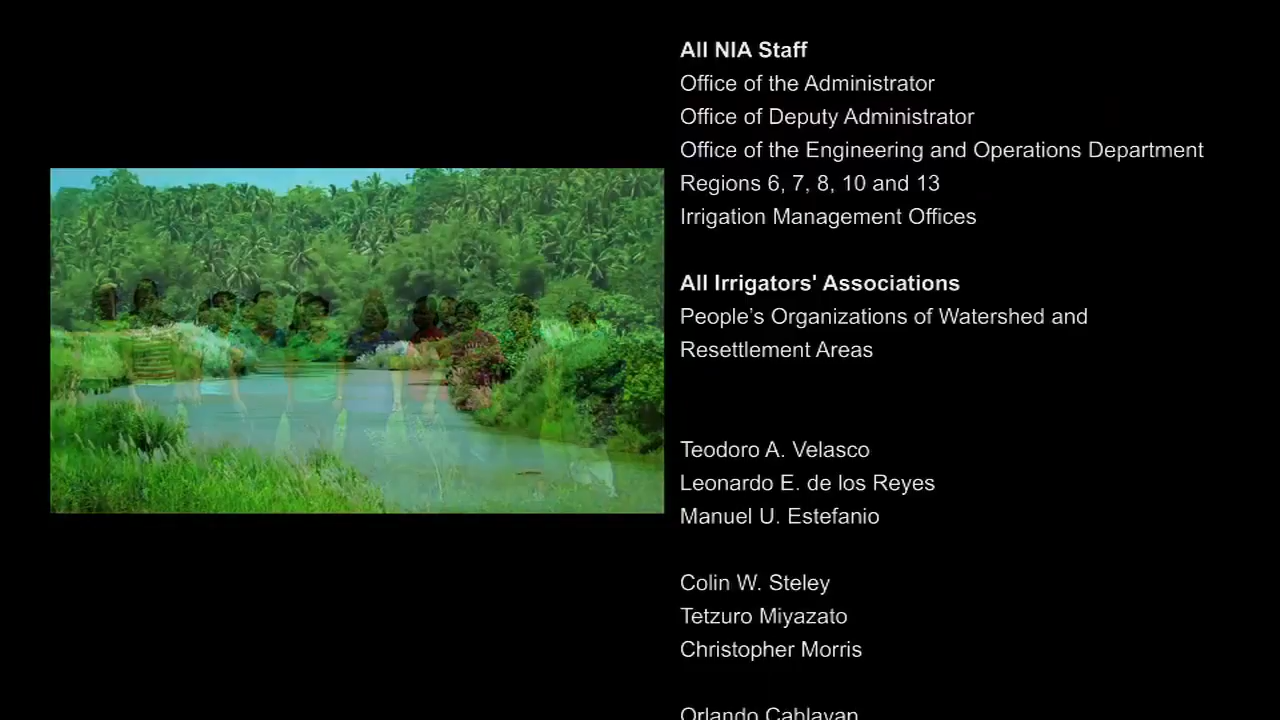 All NIA Staff
Office of the Administrator
Office of Deputy Administrator
Office of the Engineering and Operations Department
Regions 6, 7, 8, 10 and 13
Irrigation Management Offices
All Irrigators' Associations
People’s Organizations of Watershed and
Resettlement Areas
Teodoro A. Velasco
Leonardo E. de los Reyes
Manuel U. Estefanio
Colin W. Steley
Tetzuro Miyazato
Christopher Morris
Orlando Cablayan